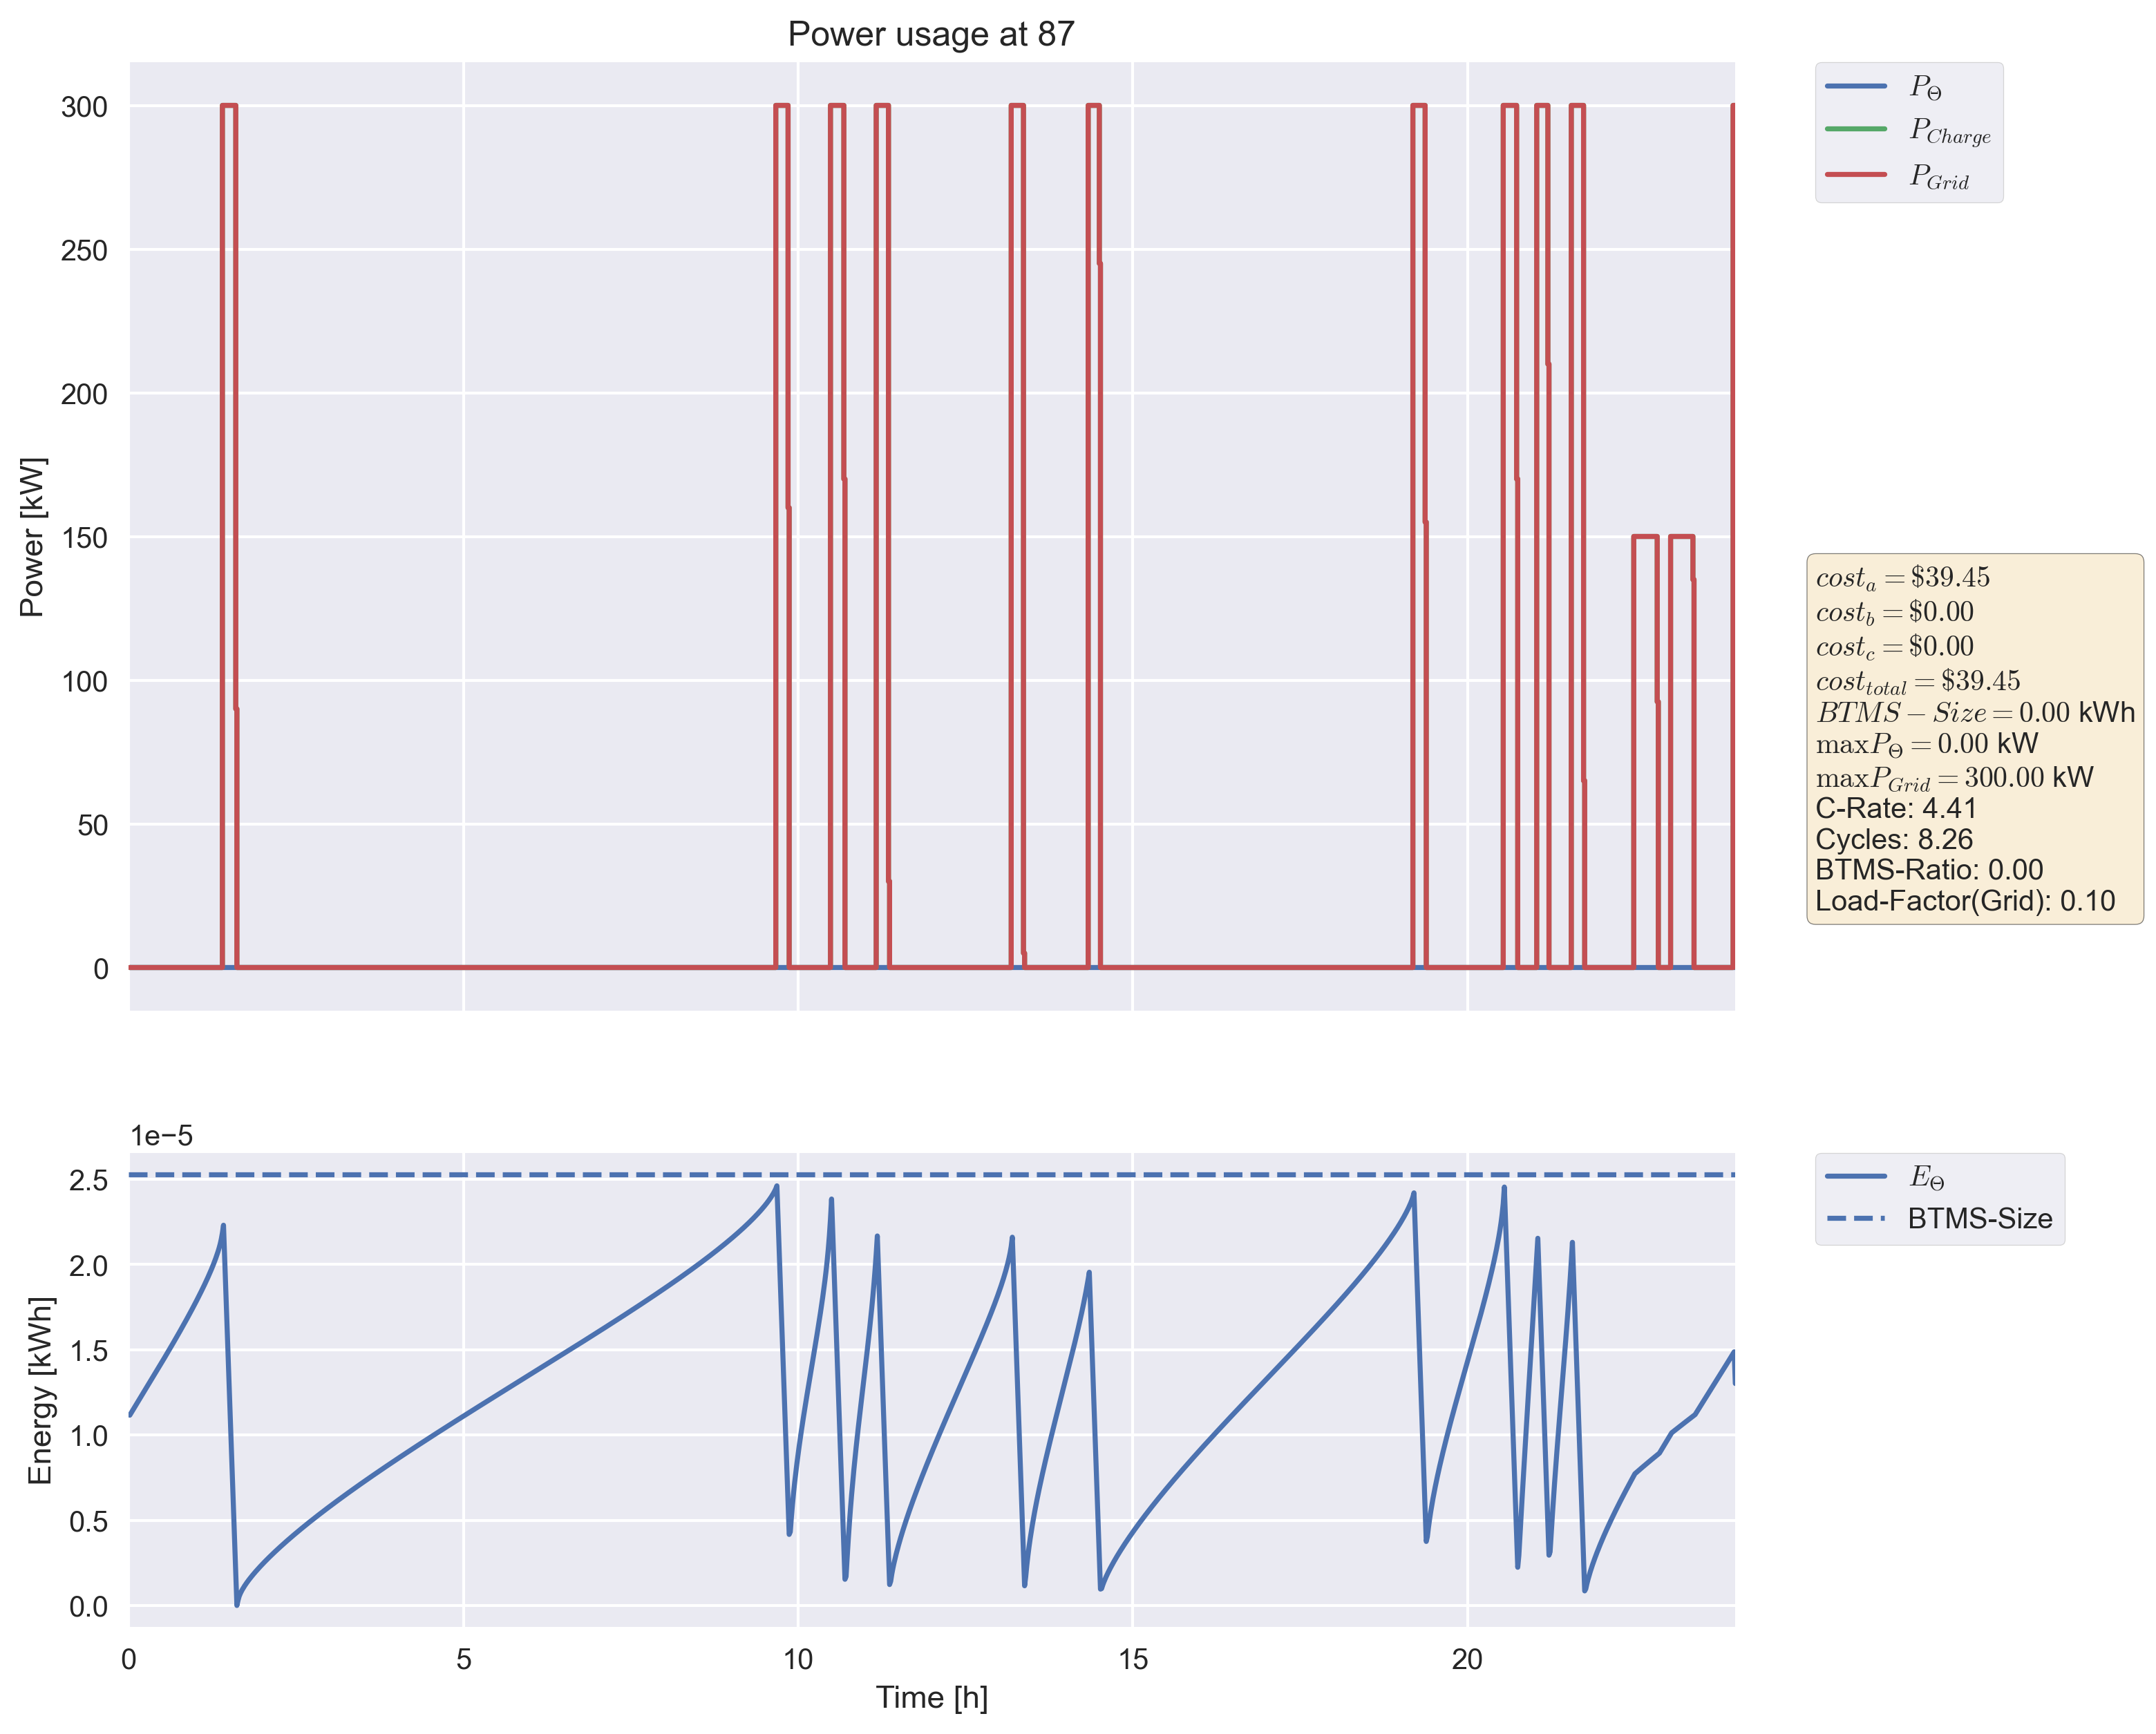 Power usage at 87
300
250
200
150
100
50
0
Power [kW]
P_Θ
P_Charge
P_Grid
cost_a = $39.45
cost_b = $0.00
cost_c = $0.00
cost_total = $39.45
BTMS − Size = 0.00 kWh
max P_Θ = 0.00 kW
max P_Grid = 300.00 kW
C-Rate: 4.41
Cycles: 8.26
BTMS-Ratio: 0.00
Load-Factor(Grid): 0.10
1e−5
2.5
2.0
1.5
1.0
0.5
0.0
Energy [kWh]
E_Θ
BTMS-Size
0 5 10 15 20
Time [h]